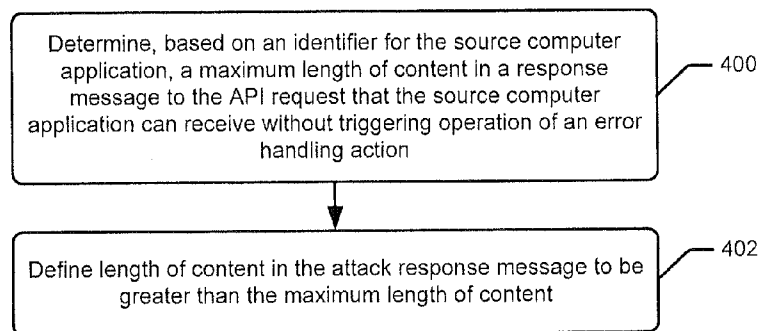 Determine, based on an identifier for the source computer
application, a maximum length of content in a response
message to the API request that the source computer
application can receive without triggering operation of an error
handling action
400
Define length of content in the attack response message to be
greater than the maximum length of content
402